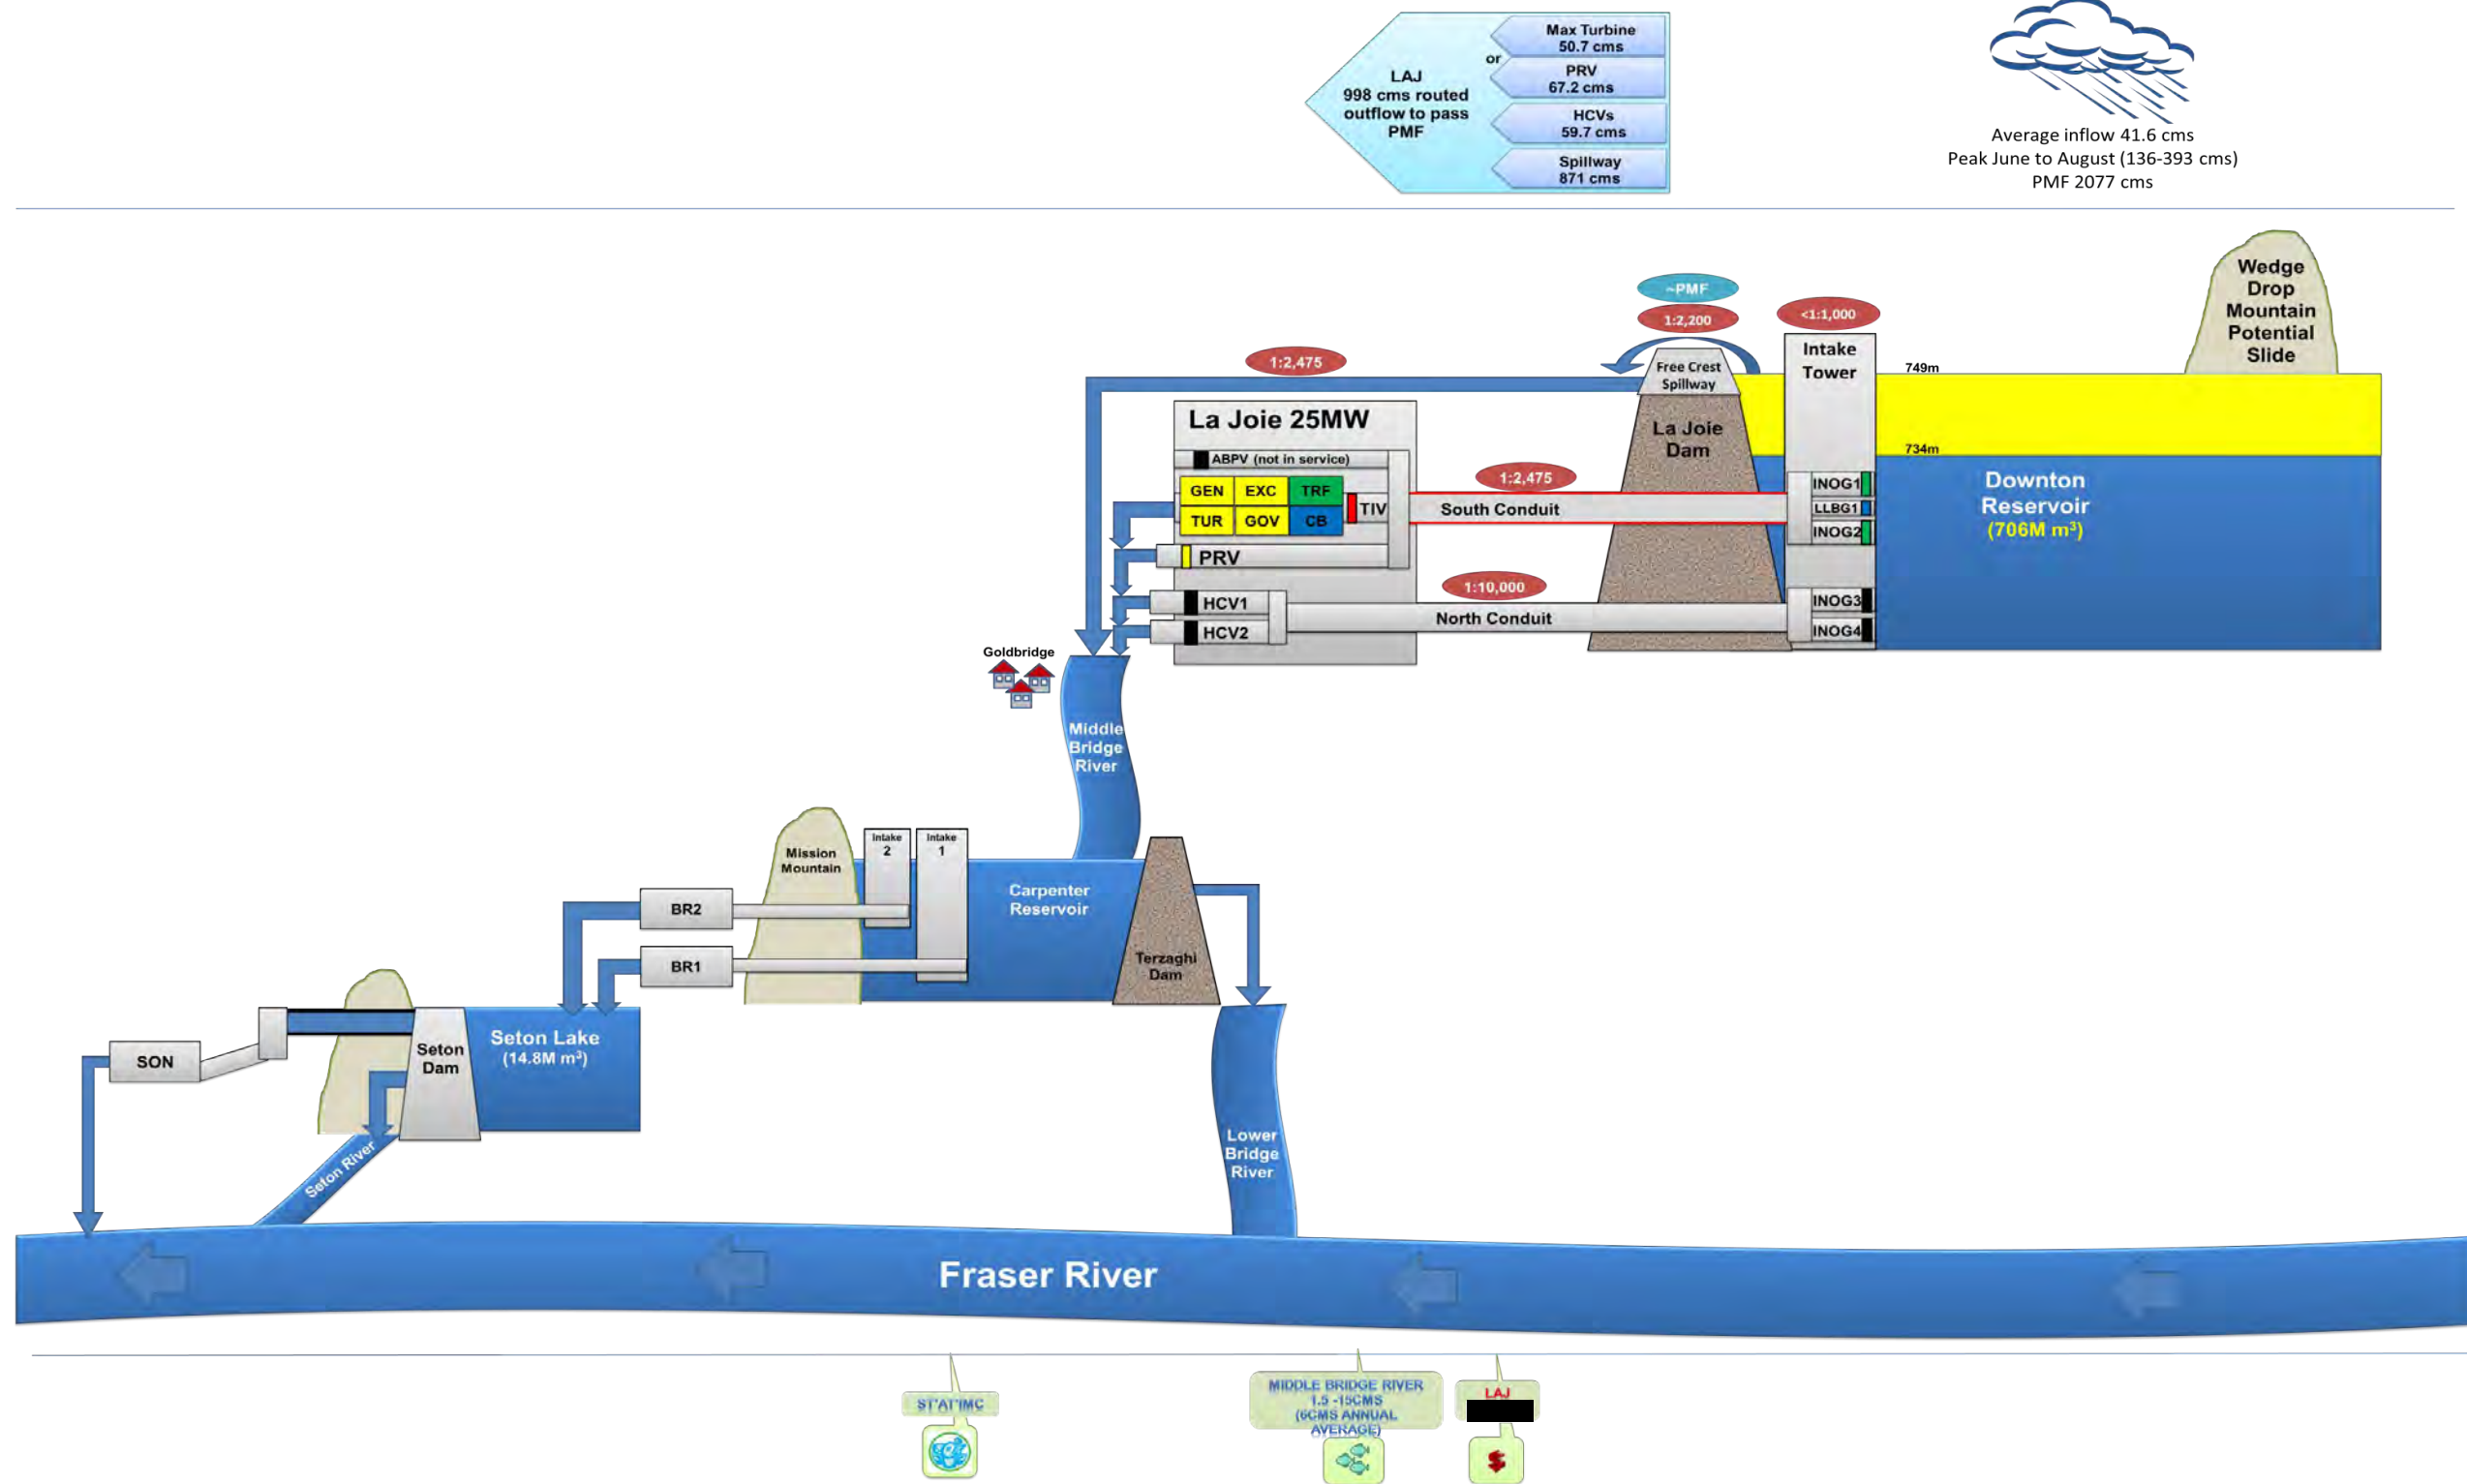 Max Turbine
50.7 cms
or
PRV
67.2 cms
LAJ
998 cms routed
outflow to pass
PMF
HCVs
59.7 cms
Spillway
871 cms
Average inflow 41.6 cms
Peak June to August (136-393 cms)
PMF 2077 cms
Wedge
Drop
Mountain
Potential
Slide
~PMF
1:2,200
<1:1,000
1:2,475
Free Crest
Spillway
Intake
Tower
749m
La Joie 25MW
La Joie
Dam
734m
ABPV (not in service)
GEN EXC TRF
TUR GOV CB
TIV
1:2,475
South Conduit
INOG1
LLBG1
INOG2
Downton
Reservoir
(706M m³)
PRV
1:10,000
HCV1
HCV2
North Conduit
INOG3
INOG4
Goldbridge
Middle
Bridge
River
Mission
Mountain
Intake
2
Intake
1
Carpenter
Reservoir
BR2
BR1
Terzaghi
Dam
Seton Lake
(14.8M m³)
Seton
Dam
SON
Seton River
Lower
Bridge
River
Fraser River
ST'AT'IMC
MIDDLE BRIDGE RIVER
1.5 -15CMS
(6CMS ANNUAL
AVERAGE)
LAJ
$